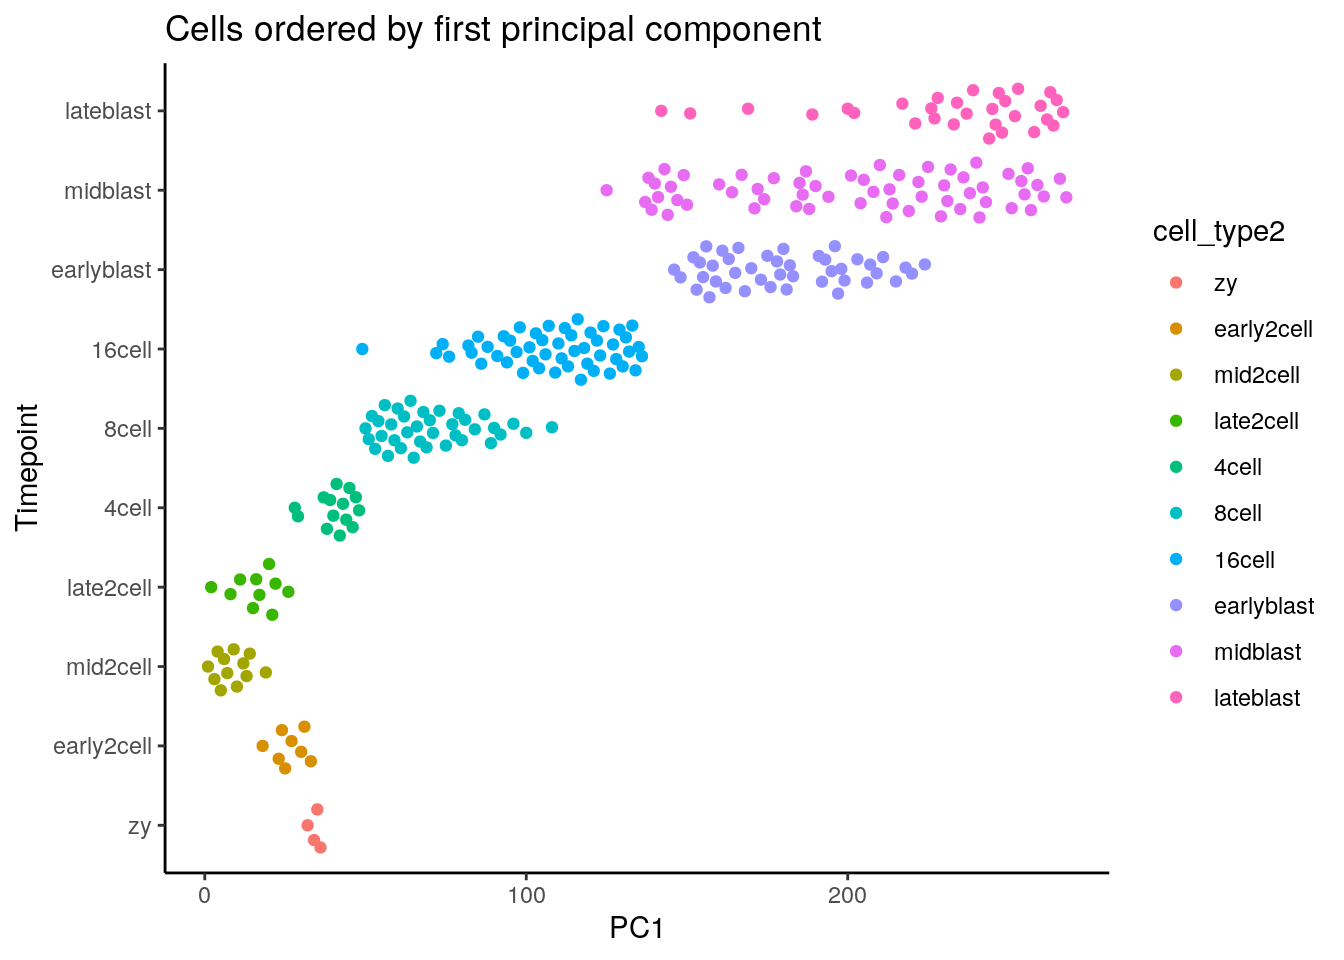 Cells ordered by first principal component
lateblast
midblast
earlyblast
16cell
8cell
4cell
late2cell
mid2cell
early2cell
zy
Timepoint
0
100
200
PC1
cell_type2
zy
early2cell
mid2cell
late2cell
4cell
8cell
16cell
earlyblast
midblast
lateblast